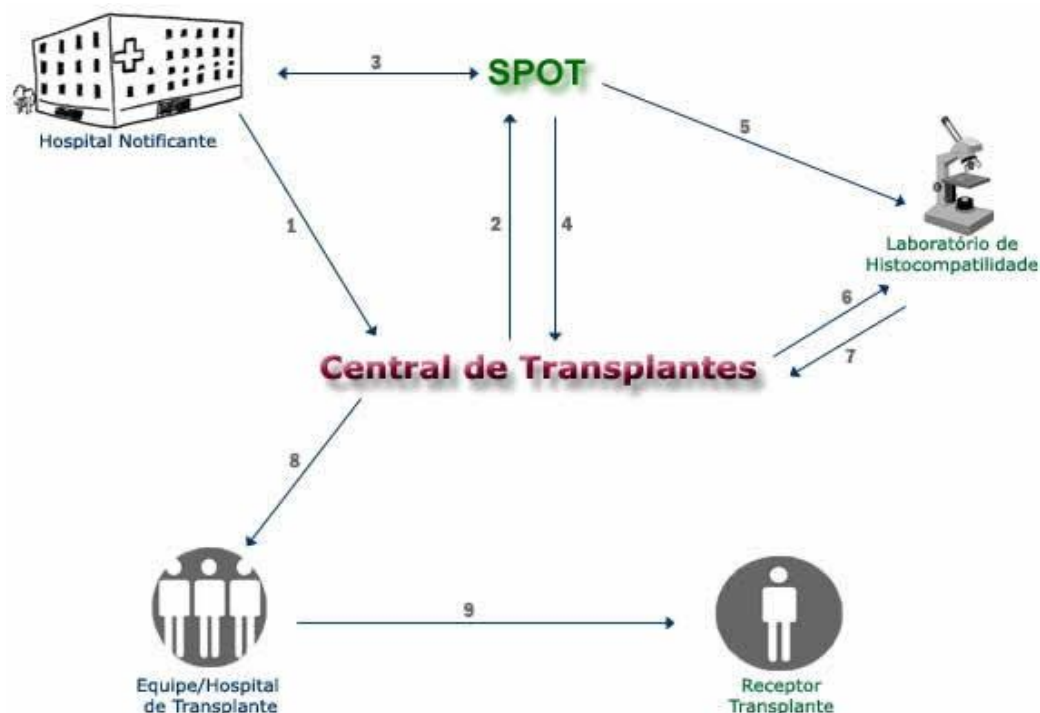 3
SPOT
Hospital Notificante
5
1
2
4
Laboratório de
Histocompatilidade
6
7
Central de Transplantes
8
9
Equipe/Hospital
de Transplante
Receptor
Transplante